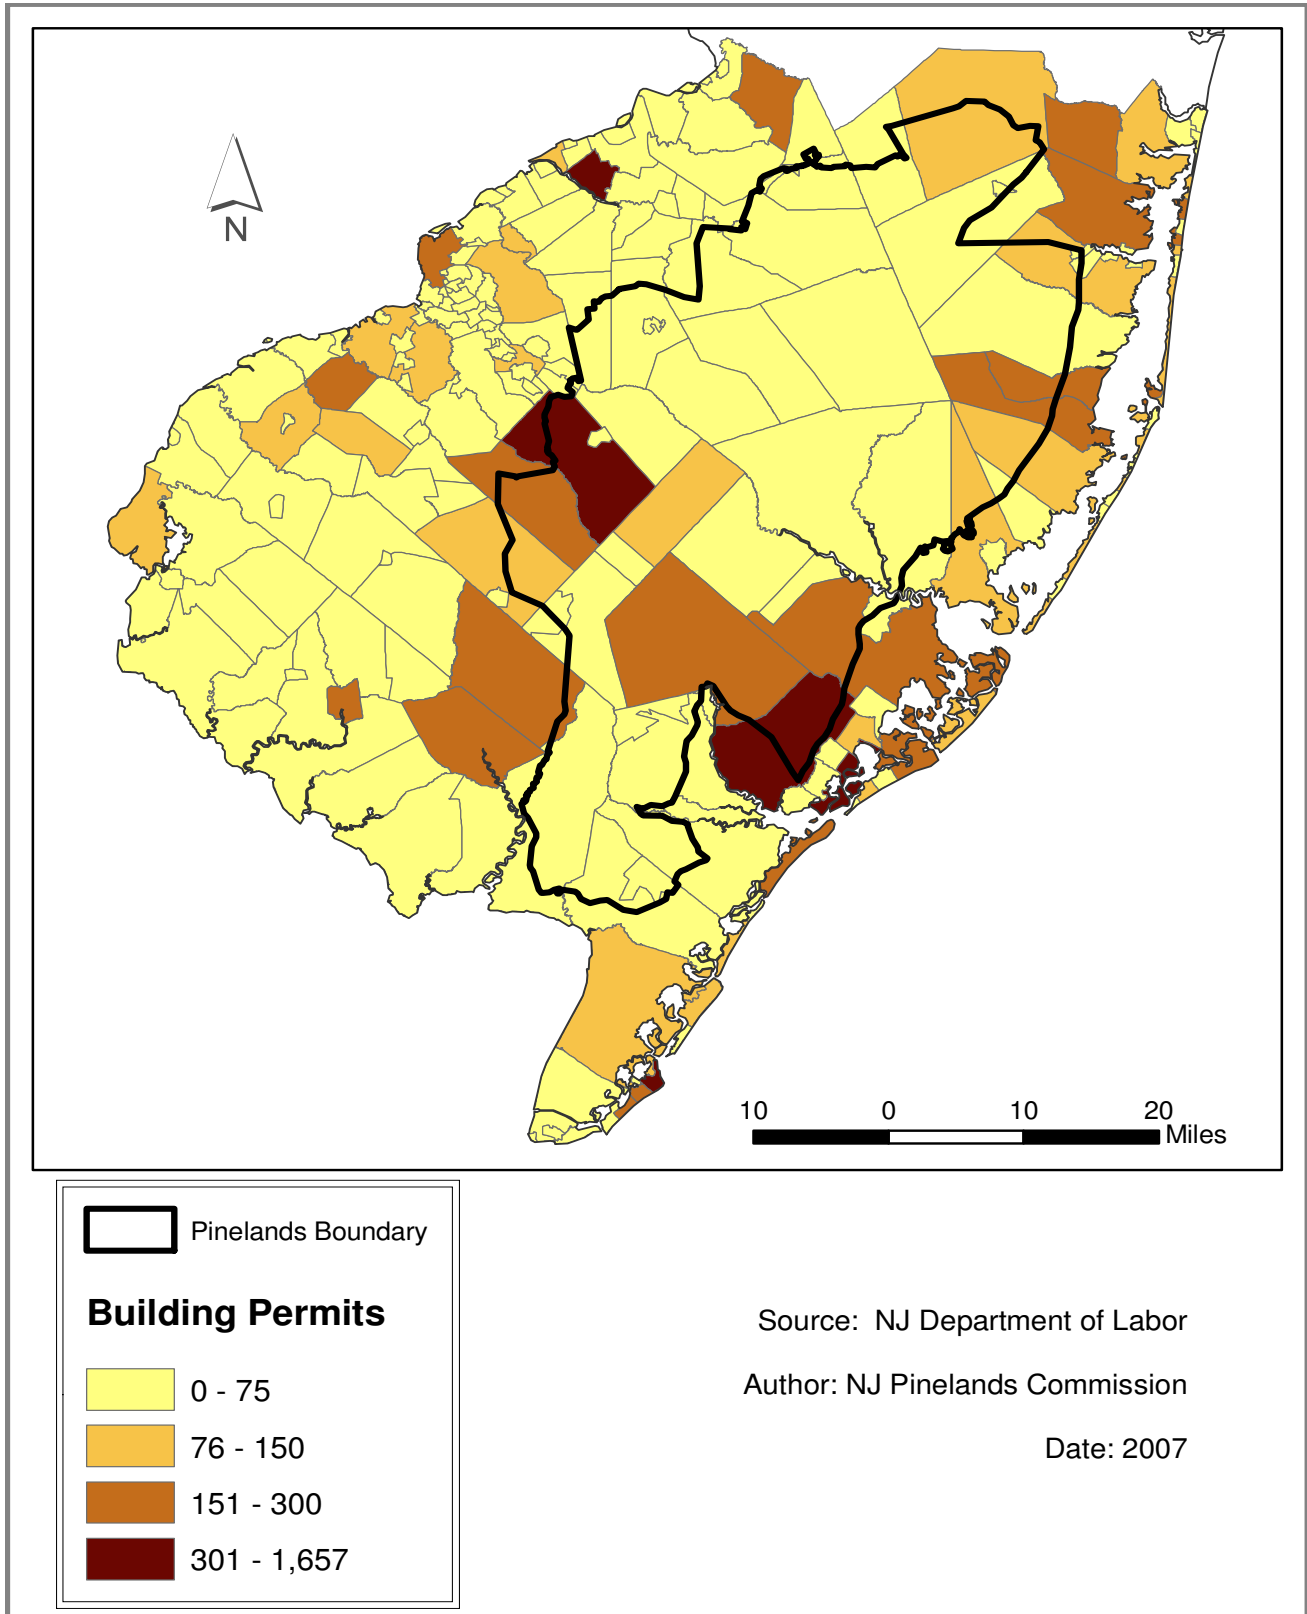 N
10 0 10 20
Miles
Pinelands Boundary
Building Permits
0 - 75
76 - 150
151 - 300
301 - 1,657
Source: NJ Department of Labor
Author: NJ Pinelands Commission
Date: 2007